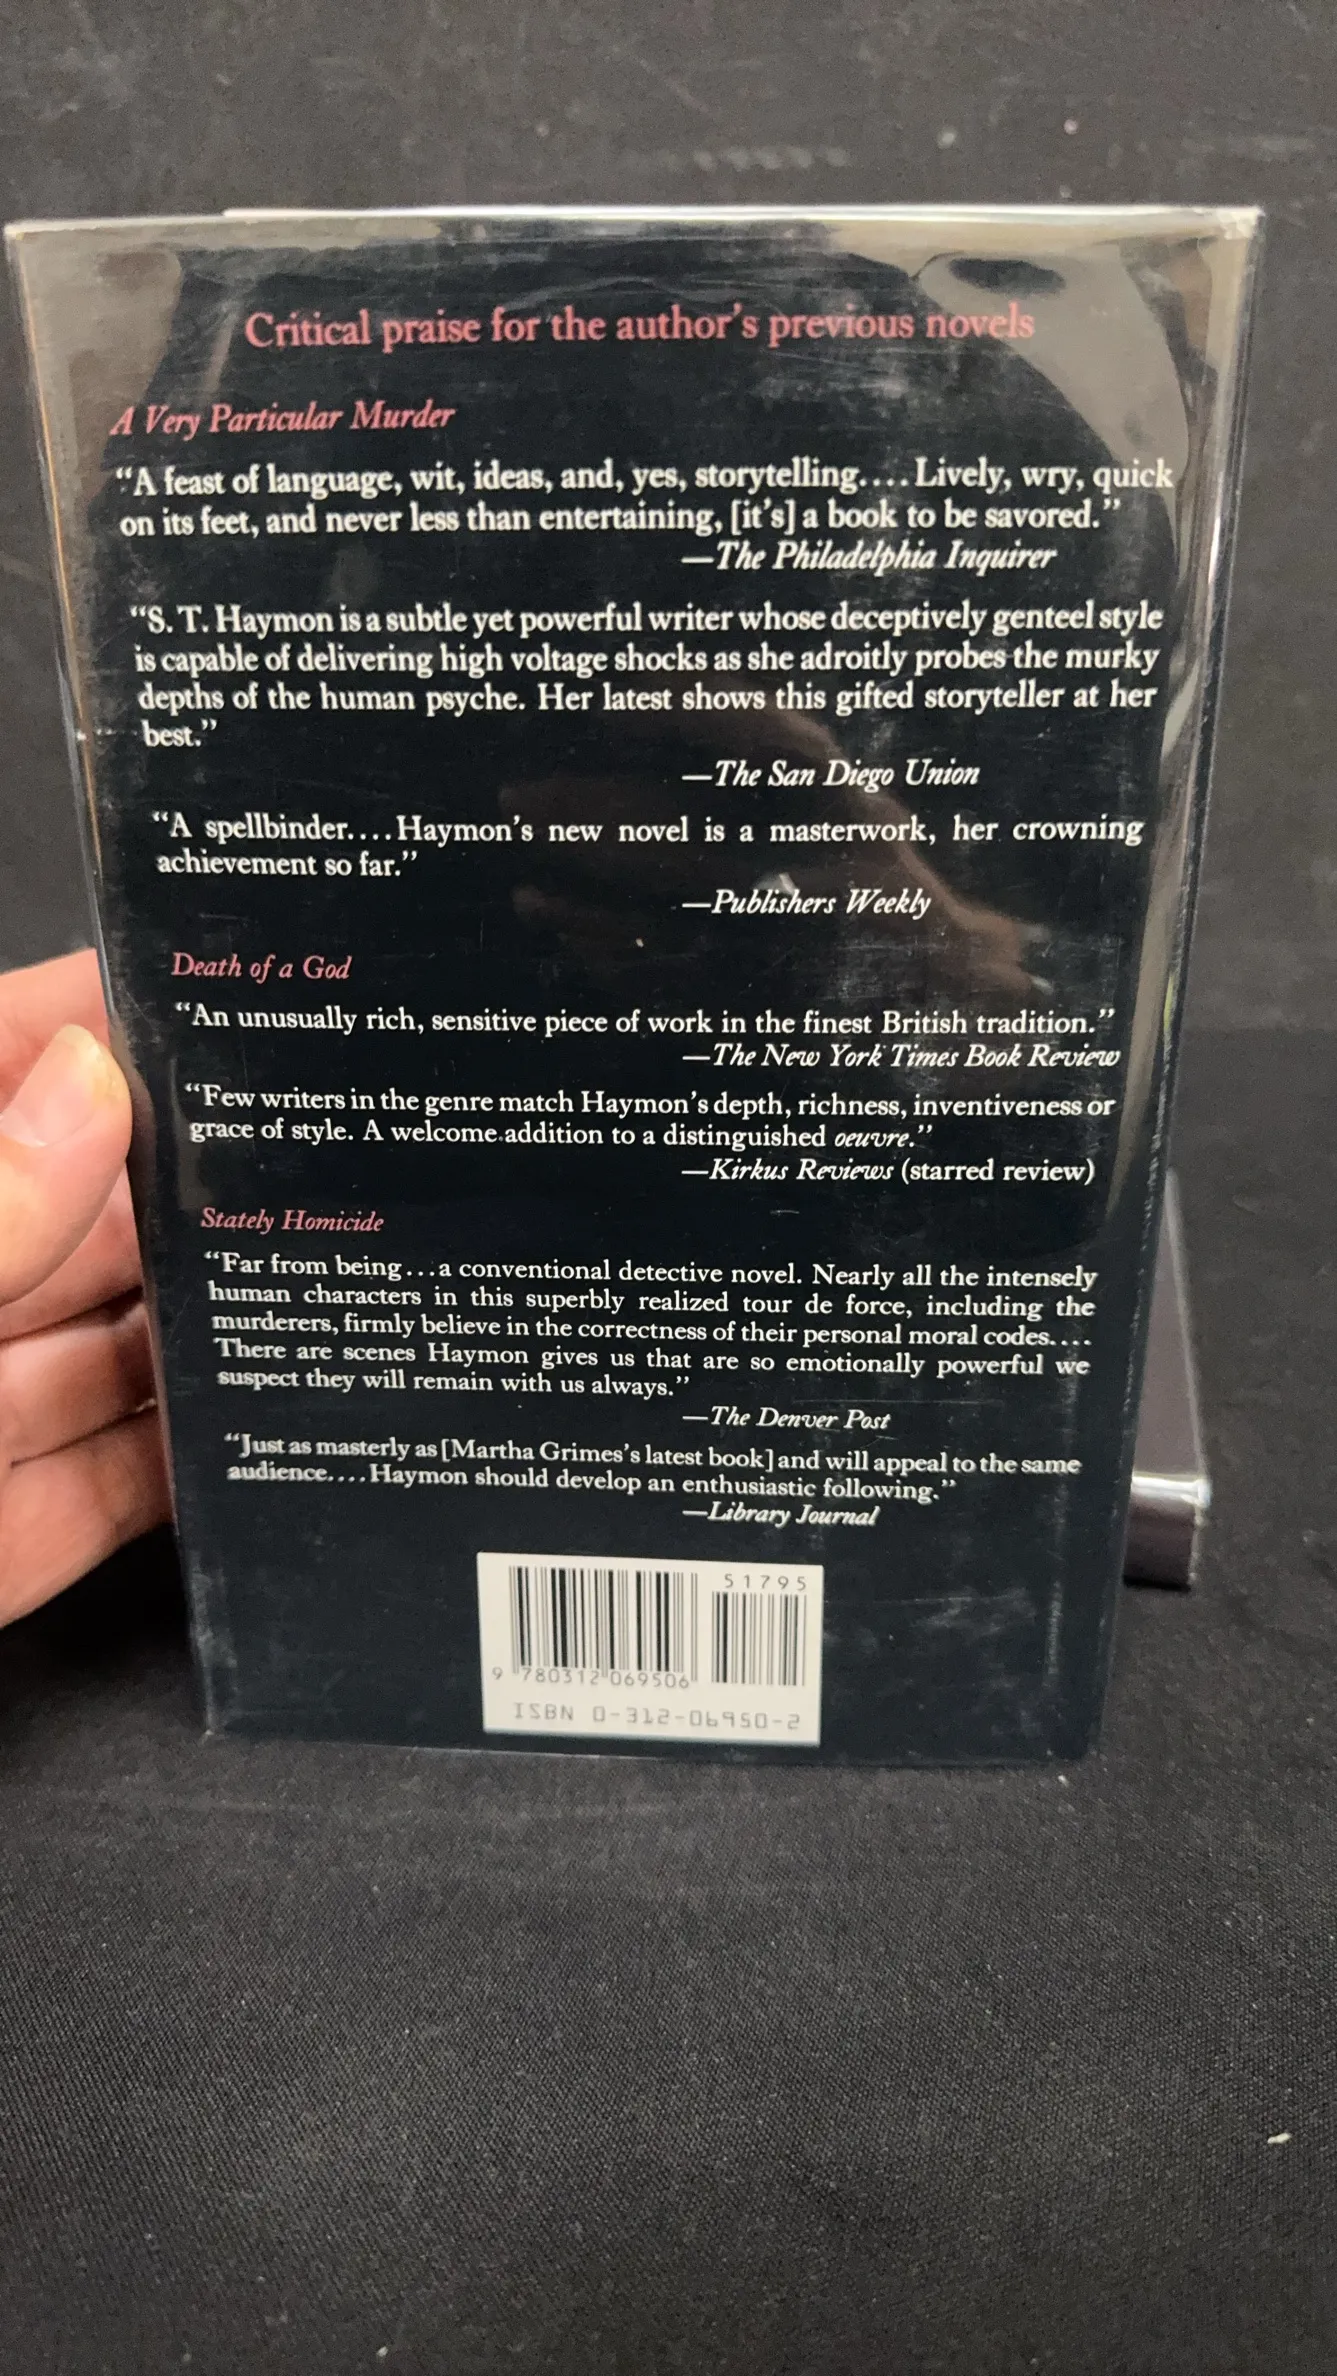 Critical praise for the author's previous novels
A Very Particular Murder
“A feast of language, wit, ideas, and, yes, storytelling.... Lively, wry, quick
on its feet, and never less than entertaining, [it's] a book to be savored.”
—The Philadelphia Inquirer
“S. T. Haymon is a subtle yet powerful writer whose deceptively genteel style
is capable of delivering high voltage shocks as she adroitly probes the murky
depths of the human psyche. Her latest shows this gifted storyteller at her
best.”
—The San Diego Union
“A spellbinder.... Haymon's new novel is a masterwork, her crowning
achievement so far.”
—Publishers Weekly
Death of a God
“An unusually rich, sensitive piece of work in the finest British tradition.”
—The New York Times Book Review
“Few writers in the genre match Haymon's depth, richness, inventiveness or
grace of style. A welcome addition to a distinguished oeuvre.”
—Kirkus Reviews (starred review)
Stately Homicide
“Far from being...a conventional detective novel. Nearly all the intensely
human characters in this superbly realized tour de force, including the
murderers, firmly believe in the correctness of their personal moral codes....
There are scenes Haymon gives us that are so emotionally powerful we
suspect they will remain with us always.”
—The Denver Post
“Just as masterly as [Martha Grimes's latest book] and will appeal to the same
audience.... Haymon should develop an enthusiastic following.”
—Library Journal
51795
9 780312 069506
ISBN 0-312-06950-2